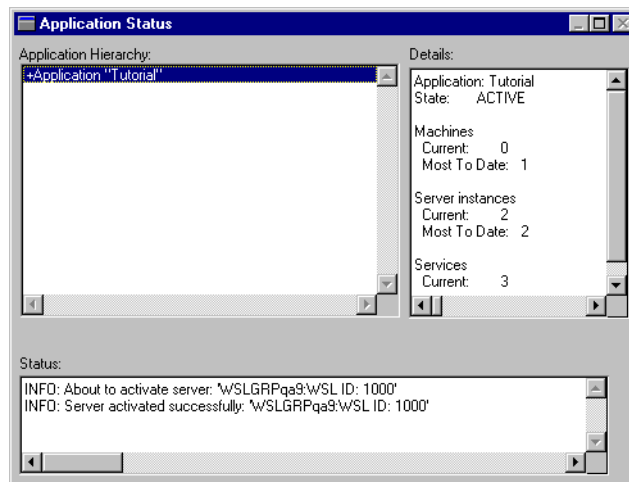 Application Status
Application Hierarchy:
+Application "Tutorial"
Details:
Application: Tutorial
State: ACTIVE
Machines
Current: 0
Most To Date: 1
Server instances
Current: 2
Most To Date: 2
Services
Current: 3
Status:
INFO: About to activate server: 'WSLGRPqa9:WSL ID: 1000'
INFO: Server activated successfully: 'WSLGRPqa9:WSL ID: 1000'